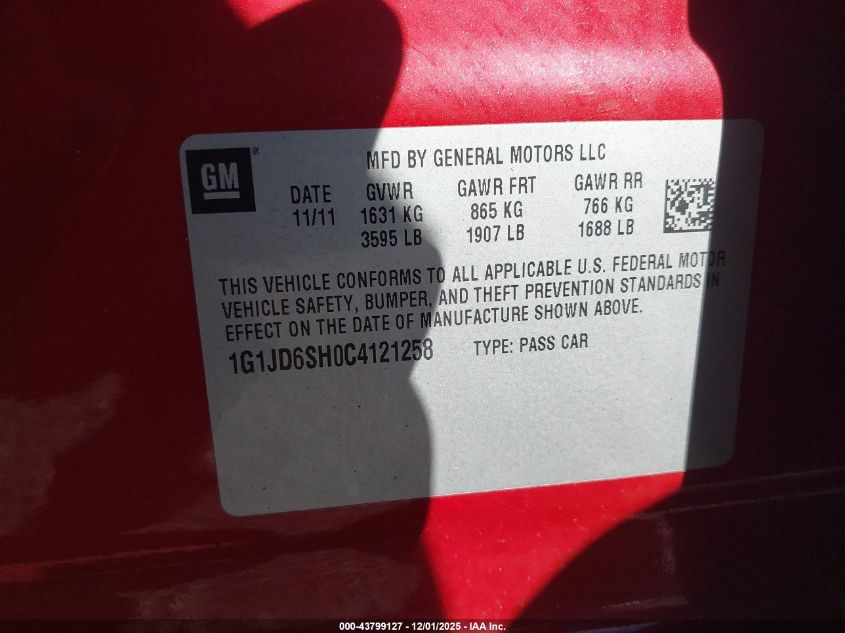 GM ®
MFD BY GENERAL MOTORS LLC
DATE GVWR GAWR FRT GAWR RR
11/11 1631 KG 865 KG 766 KG
3595 LB 1907 LB 1688 LB
THIS VEHICLE CONFORMS TO ALL APPLICABLE U.S. FEDERAL MOTOR
VEHICLE SAFETY, BUMPER, AND THEFT PREVENTION STANDARDS IN
EFFECT ON THE DATE OF MANUFACTURE SHOWN ABOVE.
1G1JD6SH0C4121258 TYPE: PASS CAR
000-43799127 - 12/01/2025 - IAA Inc.